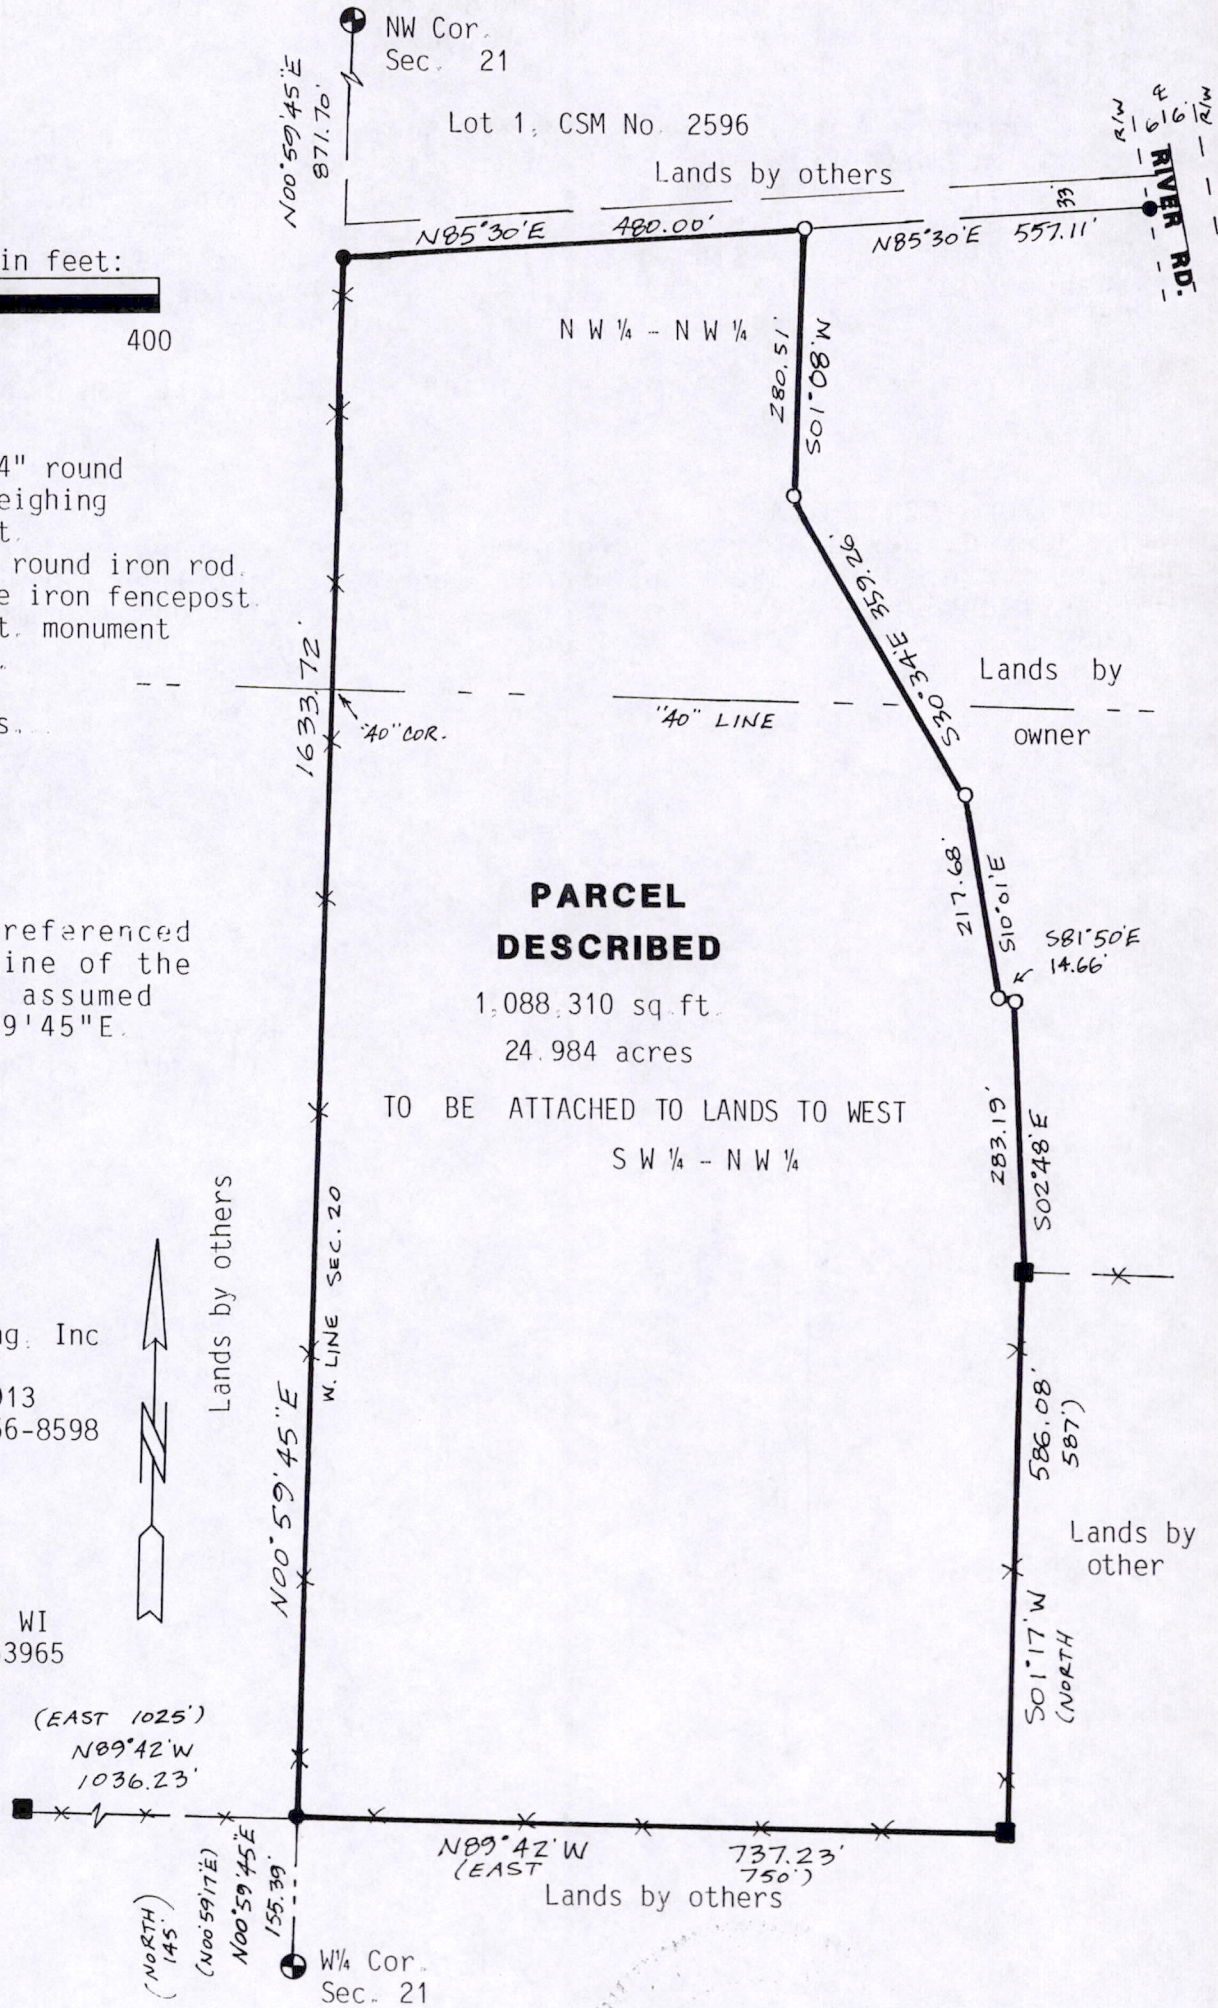 NW Cor.
Sec. 21
N00°59'45"E
871.70'
Lot 1, CSM No. 2596
Lands by others
R/W
6' ℄ 6'
R/W
33'
RIVER RD.
N85°30'E 480.00'
N85°30'E 557.11'
in feet:
400
N W ¼ - N W ¼
280.51'
S01°08'W
4" round
eighing
t.
round iron rod.
e iron fencepost.
t. monument
s.
S30°34'E 359.26'
1633.72'
Lands by
owner
"40" LINE
"40" COR.
217.68'
S10°01'E
S81°50'E
14.66'
PARCEL
DESCRIBED
1,088,310 sq.ft.
24.984 acres
TO BE ATTACHED TO LANDS TO WEST
S W ¼ - N W ¼
referenced
ine of the
assumed
9'45"E.
283.19'
S02°48'E
Lands by others
W. LINE SEC. 20
N00°59'45"E
g. Inc
013
56-8598
N
586.08'
587')
S01°17'W
(NORTH
Lands by
other
WI
3965
(EAST 1025')
N89°42'W
1036.23'
N89°42'W 737.23'
(EAST 750')
Lands by others
(NORTH)
145'
(N00°59'17"E)
N00°59'45"E
155.39'
W¼ Cor.
Sec. 21